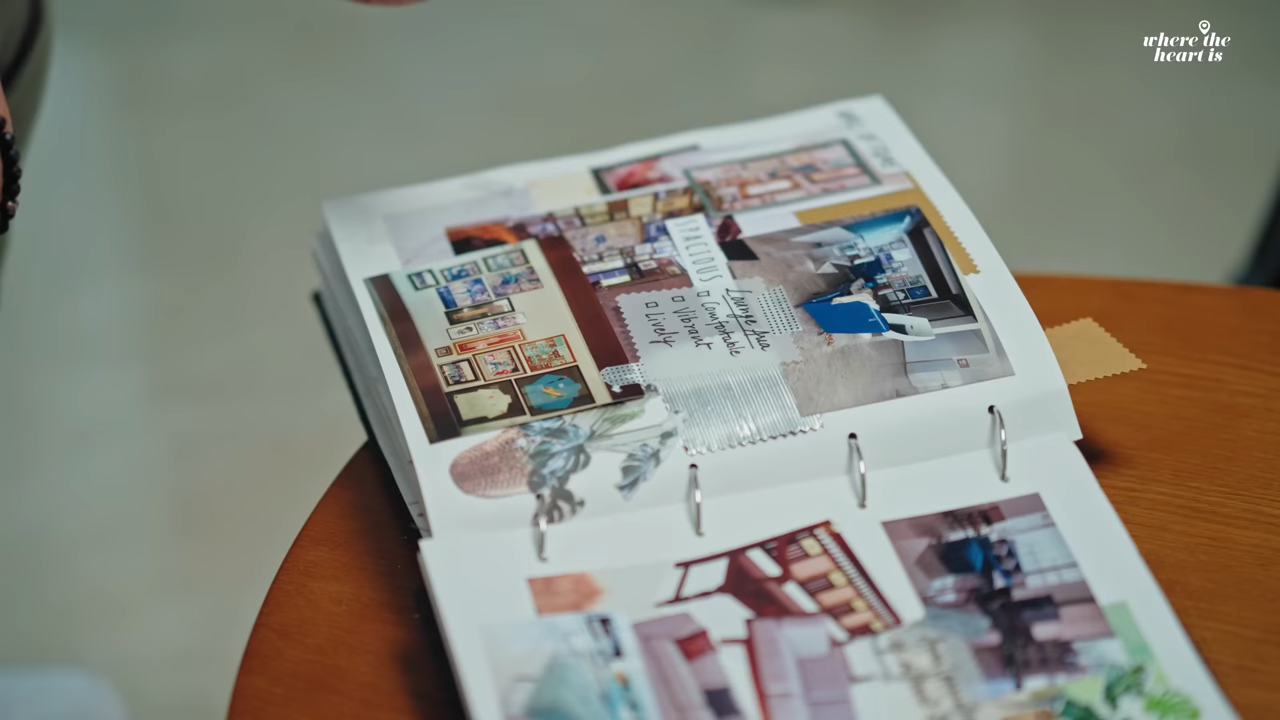 where the
heart is
SPACIOUS
Lounge Area
Comfortable
Vibrant
Lively